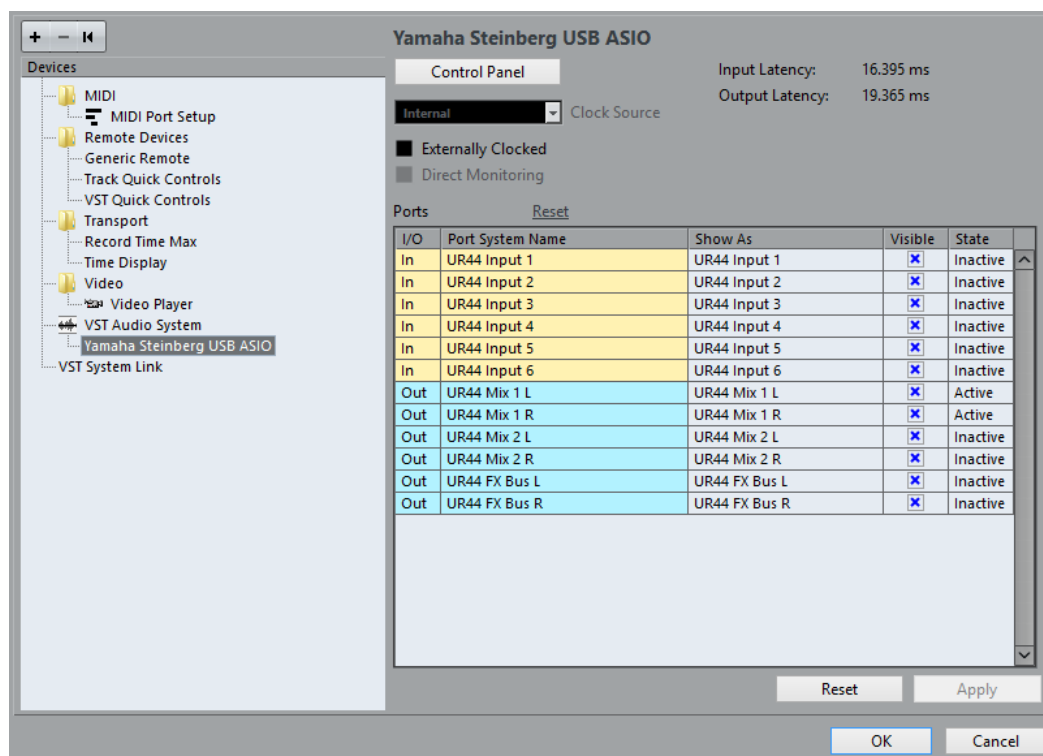 Devices
MIDI
MIDI Port Setup
Remote Devices
Generic Remote
Track Quick Controls
VST Quick Controls
Transport
Record Time Max
Time Display
Video
Video Player
VST Audio System
Yamaha Steinberg USB ASIO
VST System Link
Yamaha Steinberg USB ASIO
Control Panel
Input Latency: 16.395 ms
Output Latency: 19.365 ms
Internal Clock Source
Externally Clocked
Direct Monitoring
Ports Reset
I/O Port System Name Show As Visible State
In UR44 Input 1 UR44 Input 1 Inactive
In UR44 Input 2 UR44 Input 2 Inactive
In UR44 Input 3 UR44 Input 3 Inactive
In UR44 Input 4 UR44 Input 4 Inactive
In UR44 Input 5 UR44 Input 5 Inactive
In UR44 Input 6 UR44 Input 6 Inactive
Out UR44 Mix 1 L UR44 Mix 1 L Active
Out UR44 Mix 1 R UR44 Mix 1 R Active
Out UR44 Mix 2 L UR44 Mix 2 L Inactive
Out UR44 Mix 2 R UR44 Mix 2 R Inactive
Out UR44 FX Bus L UR44 FX Bus L Inactive
Out UR44 FX Bus R UR44 FX Bus R Inactive
Reset Apply
OK Cancel